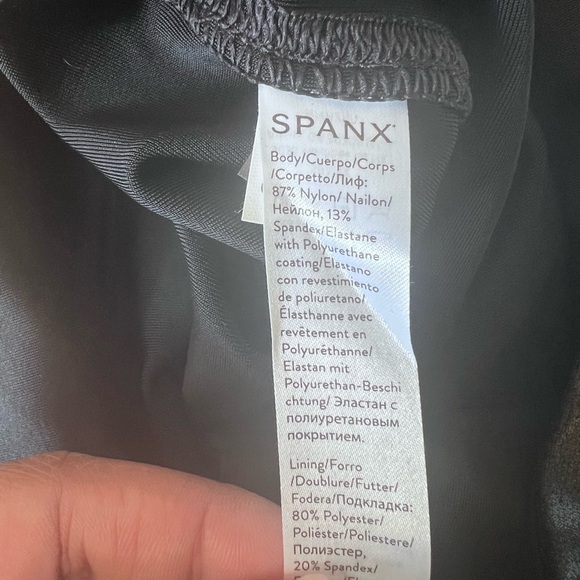 SPANX
Body/Cuerpo/Corps
/Corpetto/Лиф:
87% Nylon/ Nailon/
Нейлон, 13%
Spandex/Elastane
with Polyurethane
coating/Elastano
con revestimiento
de poliuretano/
Élasthanne avec
revêtement en
Polyuréthanne/
Elastan mit
Polyurethan-Beschi
chtung/ Эластан с
полиуретановым
покрытием.
Lining/Forro
/Doublure/Futter/
Fodera/Подкладка:
80% Polyester/
Poliéster/Poliestere/
Полиэстер,
20% Spandex/